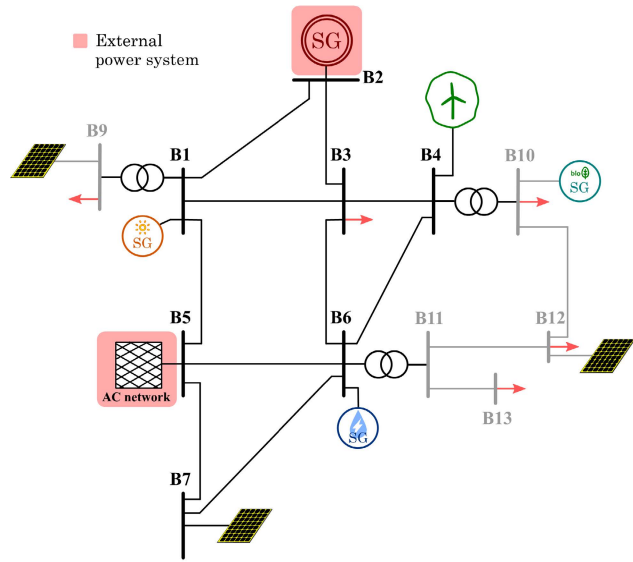 External
power system
SG
B2
B9
B1
B3
B4
B10
bio
SG
SG
B5
B6
B11
B12
AC network
SG
B13
B7